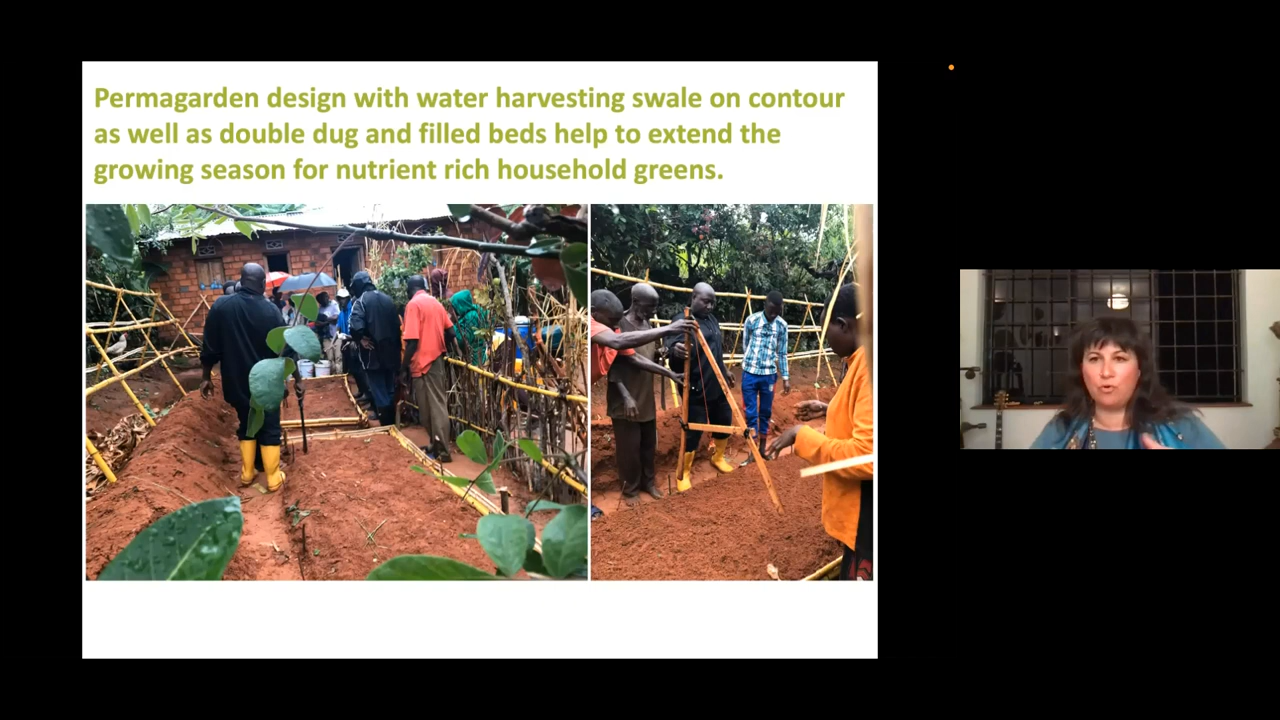 Permagarden design with water harvesting swale on contour
as well as double dug and filled beds help to extend the
growing season for nutrient rich household greens.